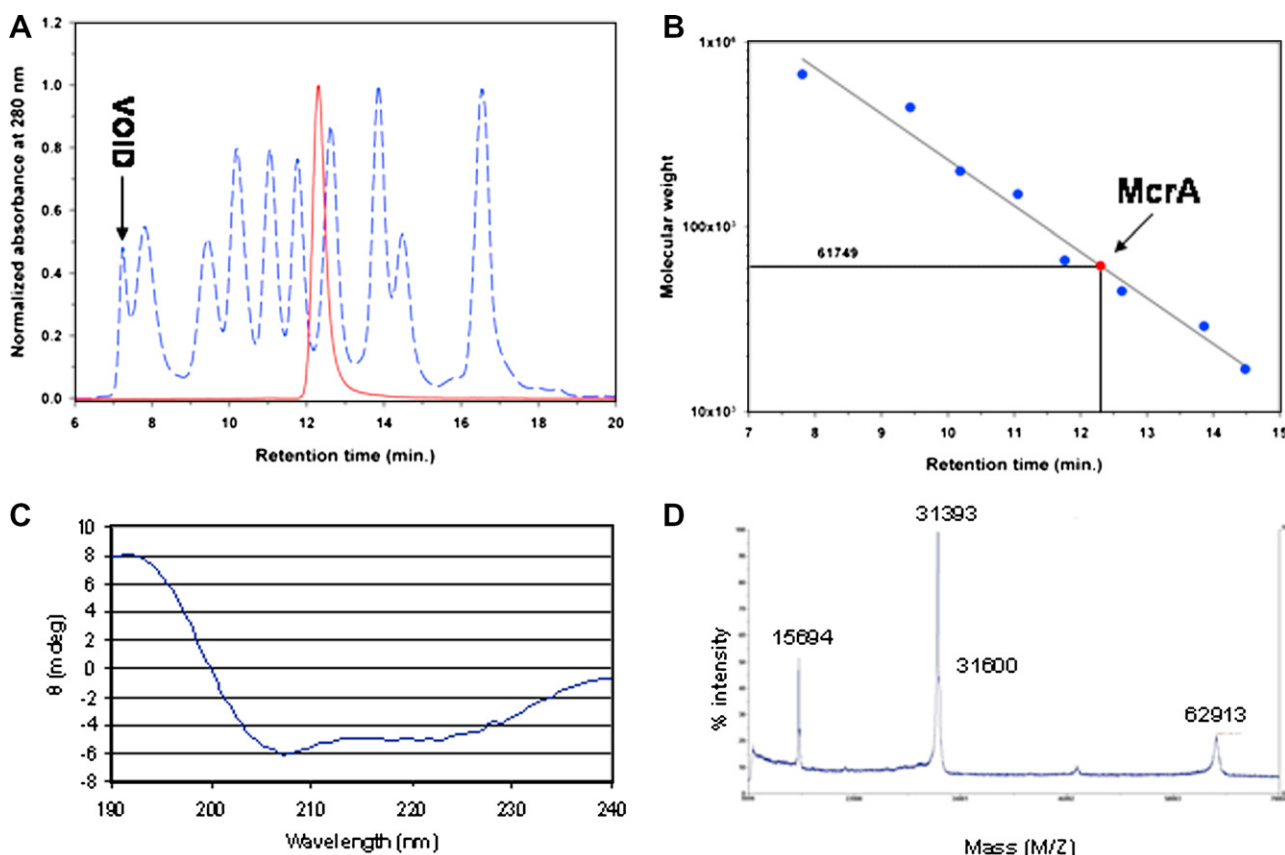 A
1.2
1.0
0.8
0.6
0.4
0.2
0.0
Normalized absorbance at 280 nm
VOID
6 8 10 12 14 16 18 20
Retention time (min.)
B
1x10⁶
100x10³
10x10³
Molecular weight
61749
McrA
7 8 9 10 11 12 13 14 15
Retention time (min.)
C
10
8
6
4
2
0
-2
-4
-6
-8
θ (mdeg)
190 200 210 220 230 240
Wavelength (nm)
D
31393
15694
31600
62913
% intensity
Mass (M/Z)